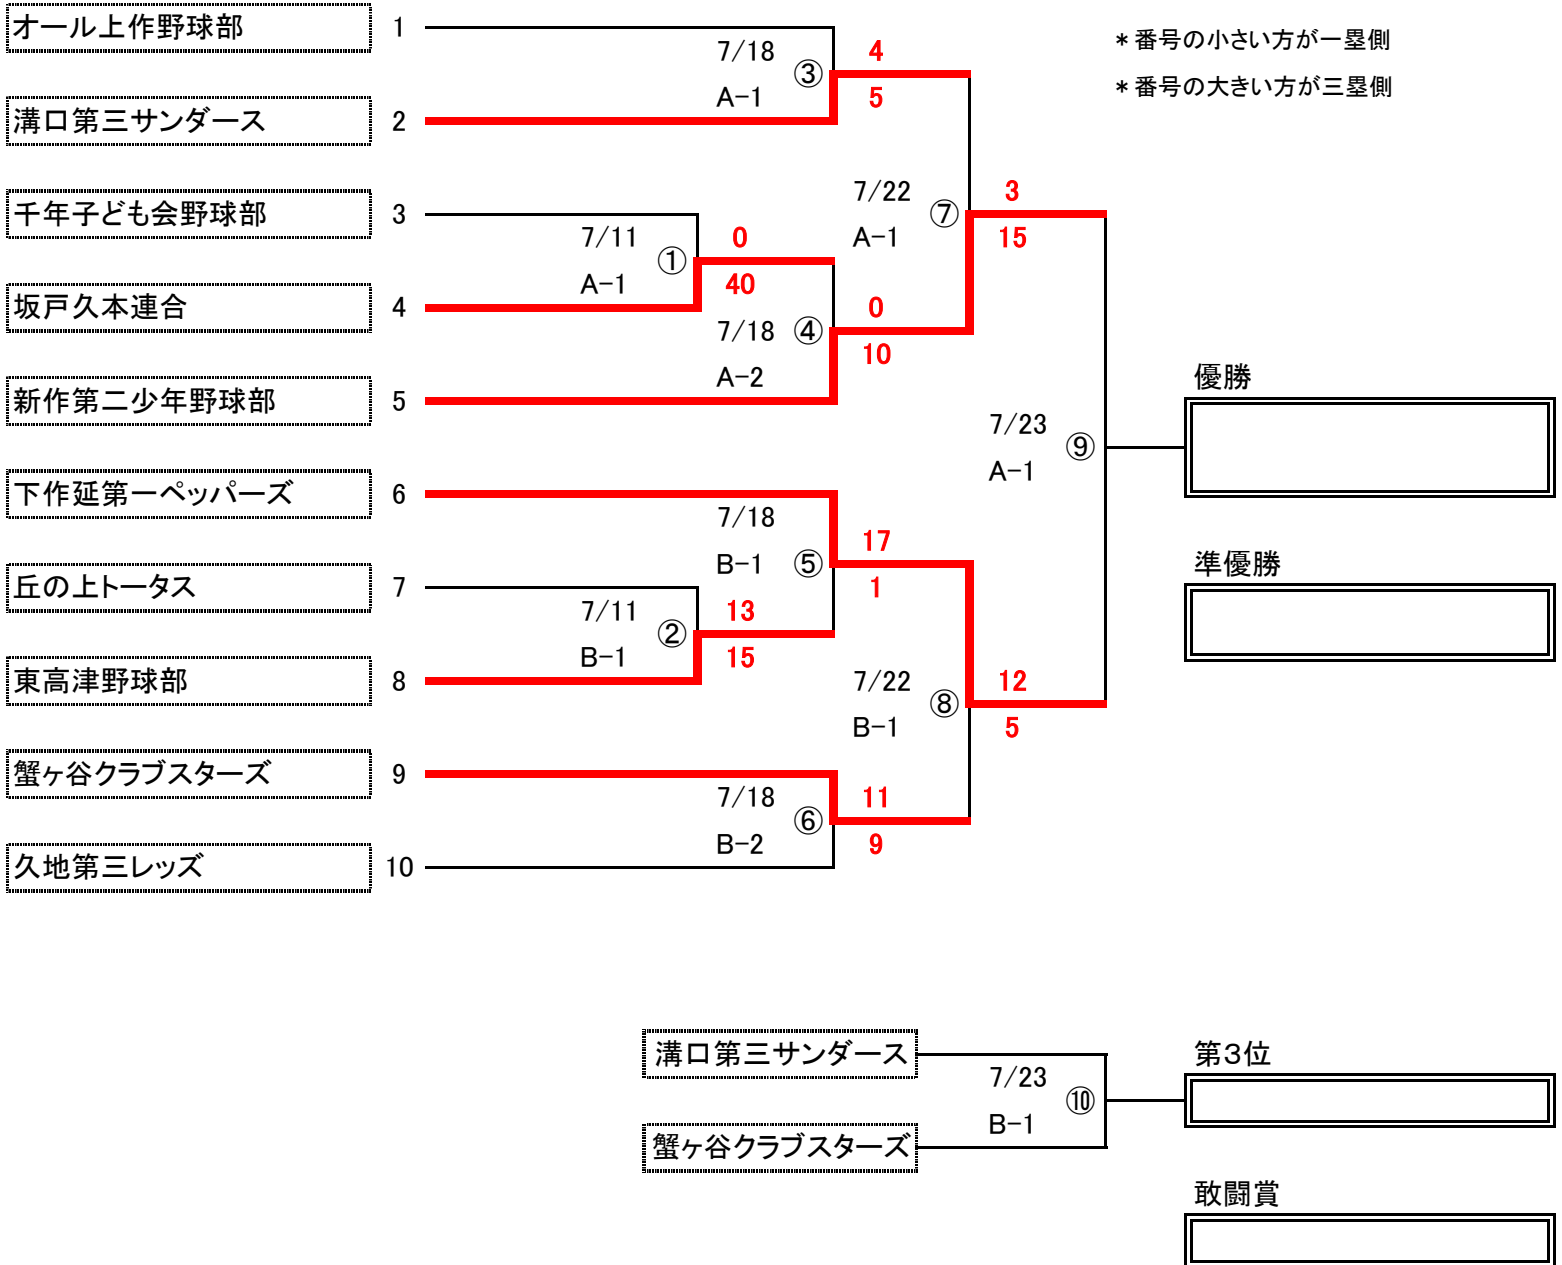 オール上作野球部 1
7/18 ③ 4
A-1 5
溝口第三サンダース 2
*番号の小さい方が一塁側
*番号の大きい方が三塁側
千年子ども会野球部 3
7/11 ① 0
A-1 40
坂戸久本連合 4
7/22 ⑦ 3
A-1 15
7/18 ④ 0
A-2 10
新作第二少年野球部 5
7/23 ⑨
A-1
優勝
下作延第一ペッパーズ 6
7/18 17
B-1 ⑤ 1
丘の上トータス 7
7/11 ② 13
B-1 15
東高津野球部 8
準優勝
7/22 ⑧ 12
B-1 5
蟹ヶ谷クラブスターズ 9
7/18 ⑥ 11
B-2 9
久地第三レッズ 10
溝口第三サンダース
7/23 ⑩
B-1
蟹ヶ谷クラブスターズ
第3位
敢闘賞